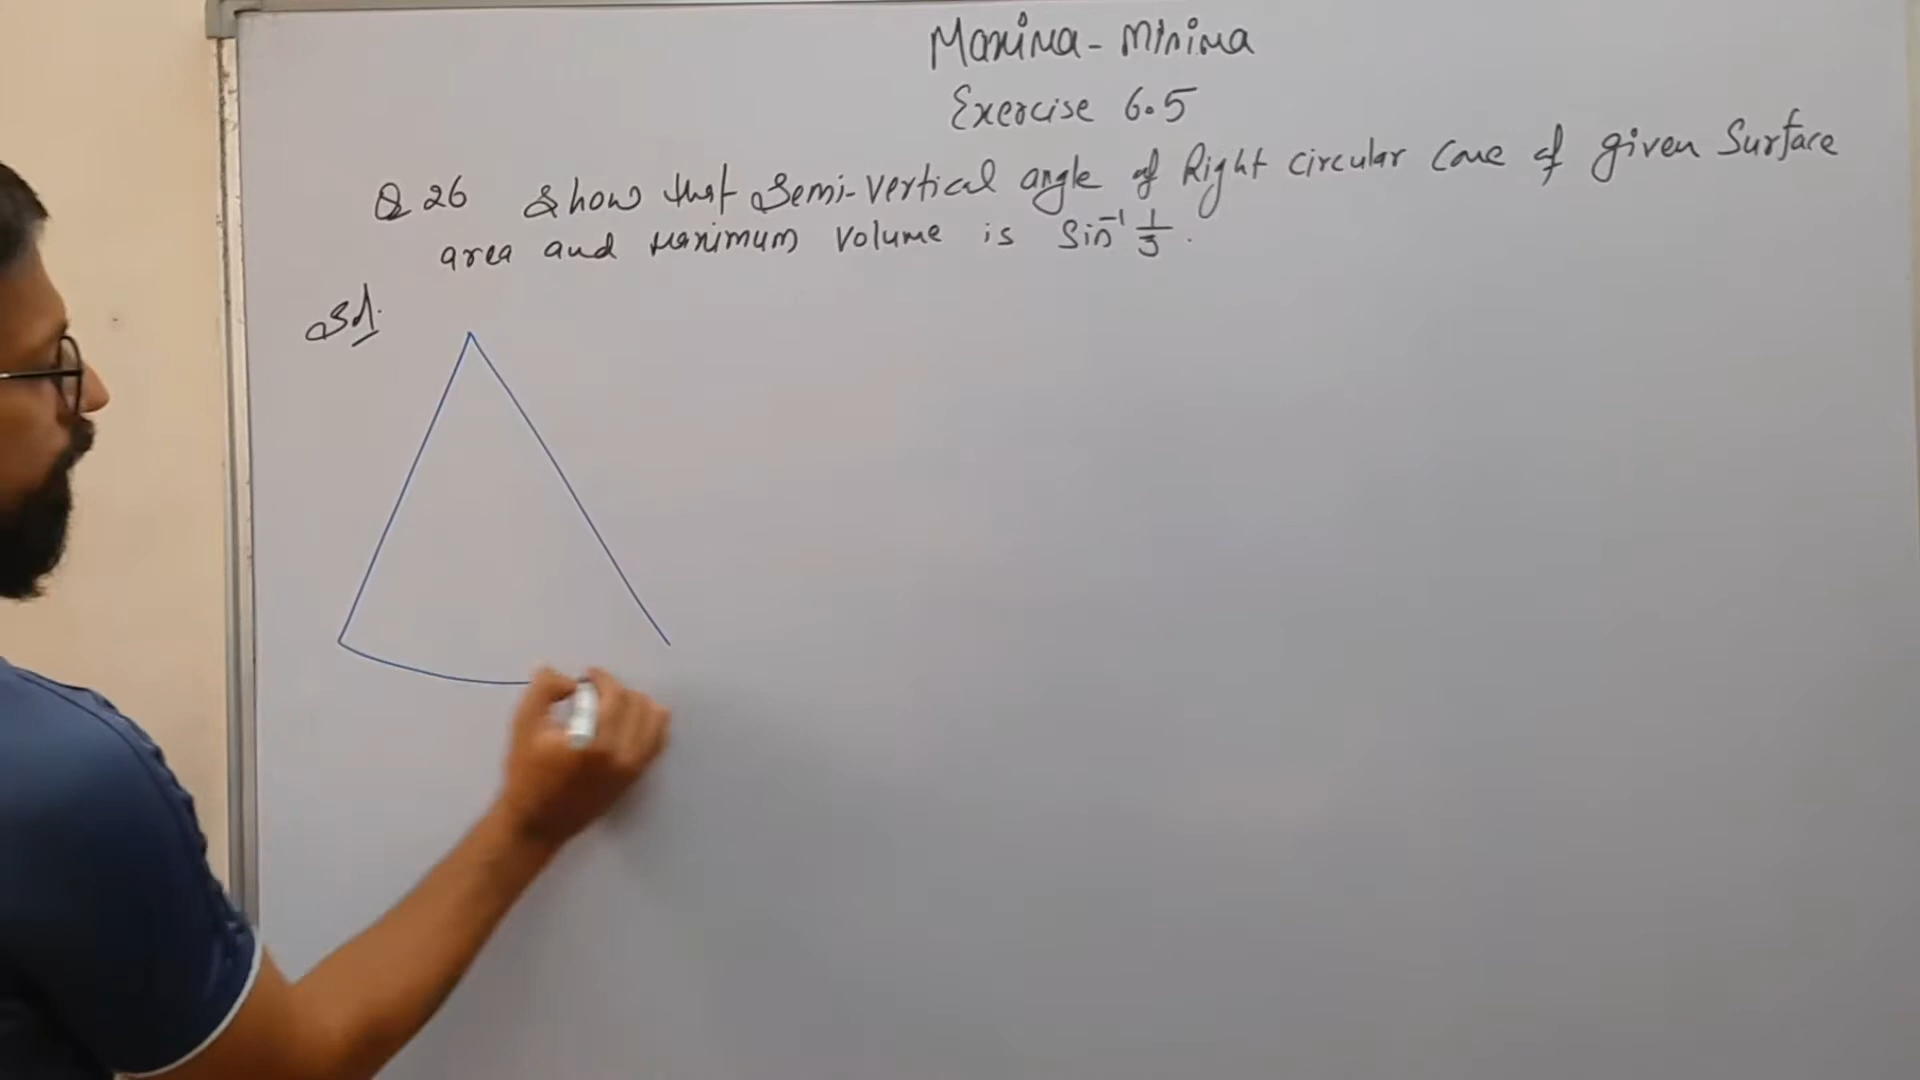 Maxima - Minima
Exercise 6.5
Q 26 Show that Semi-vertical angle of Right circular Cone of given Surface
area and maximum volume is Sin⁻¹ 1/3.
Sol.